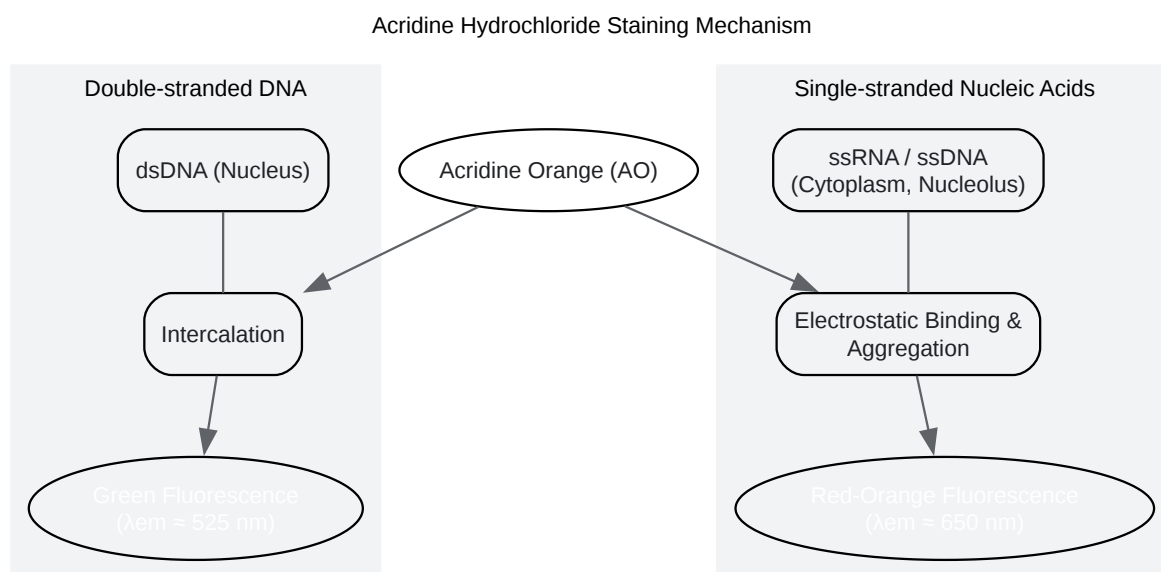 Acridine Hydrochloride Staining Mechanism
Double-stranded DNA
Single-stranded Nucleic Acids
dsDNA (Nucleus)
Acridine Orange (AO)
ssRNA / ssDNA
(Cytoplasm, Nucleolus)
Intercalation
Electrostatic Binding &
Aggregation
Green Fluorescence
(λem ≈ 525 nm)
Red-Orange Fluorescence
(λem ≈ 650 nm)